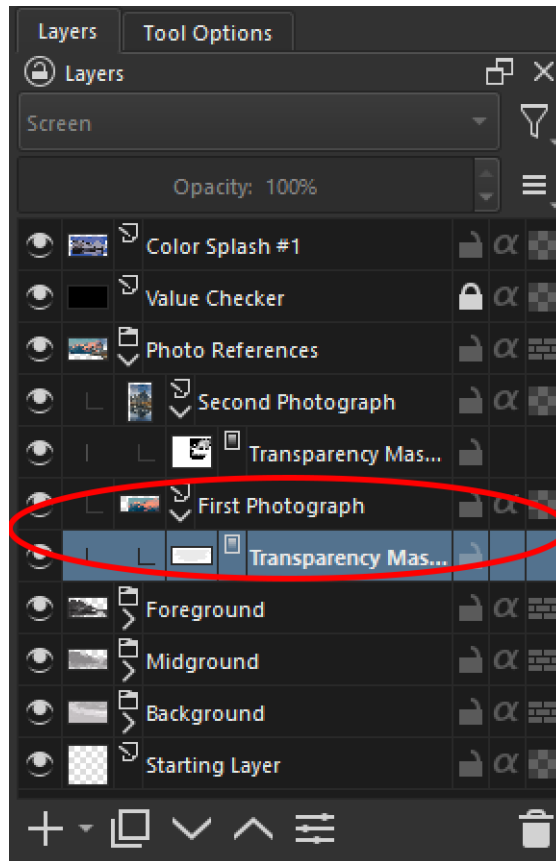 Layers Tool Options
Layers
Screen
Opacity: 100%
Color Splash #1
Value Checker
Photo References
Second Photograph
Transparency Mas...
First Photograph
Transparency Mas...
Foreground
Midground
Background
Starting Layer